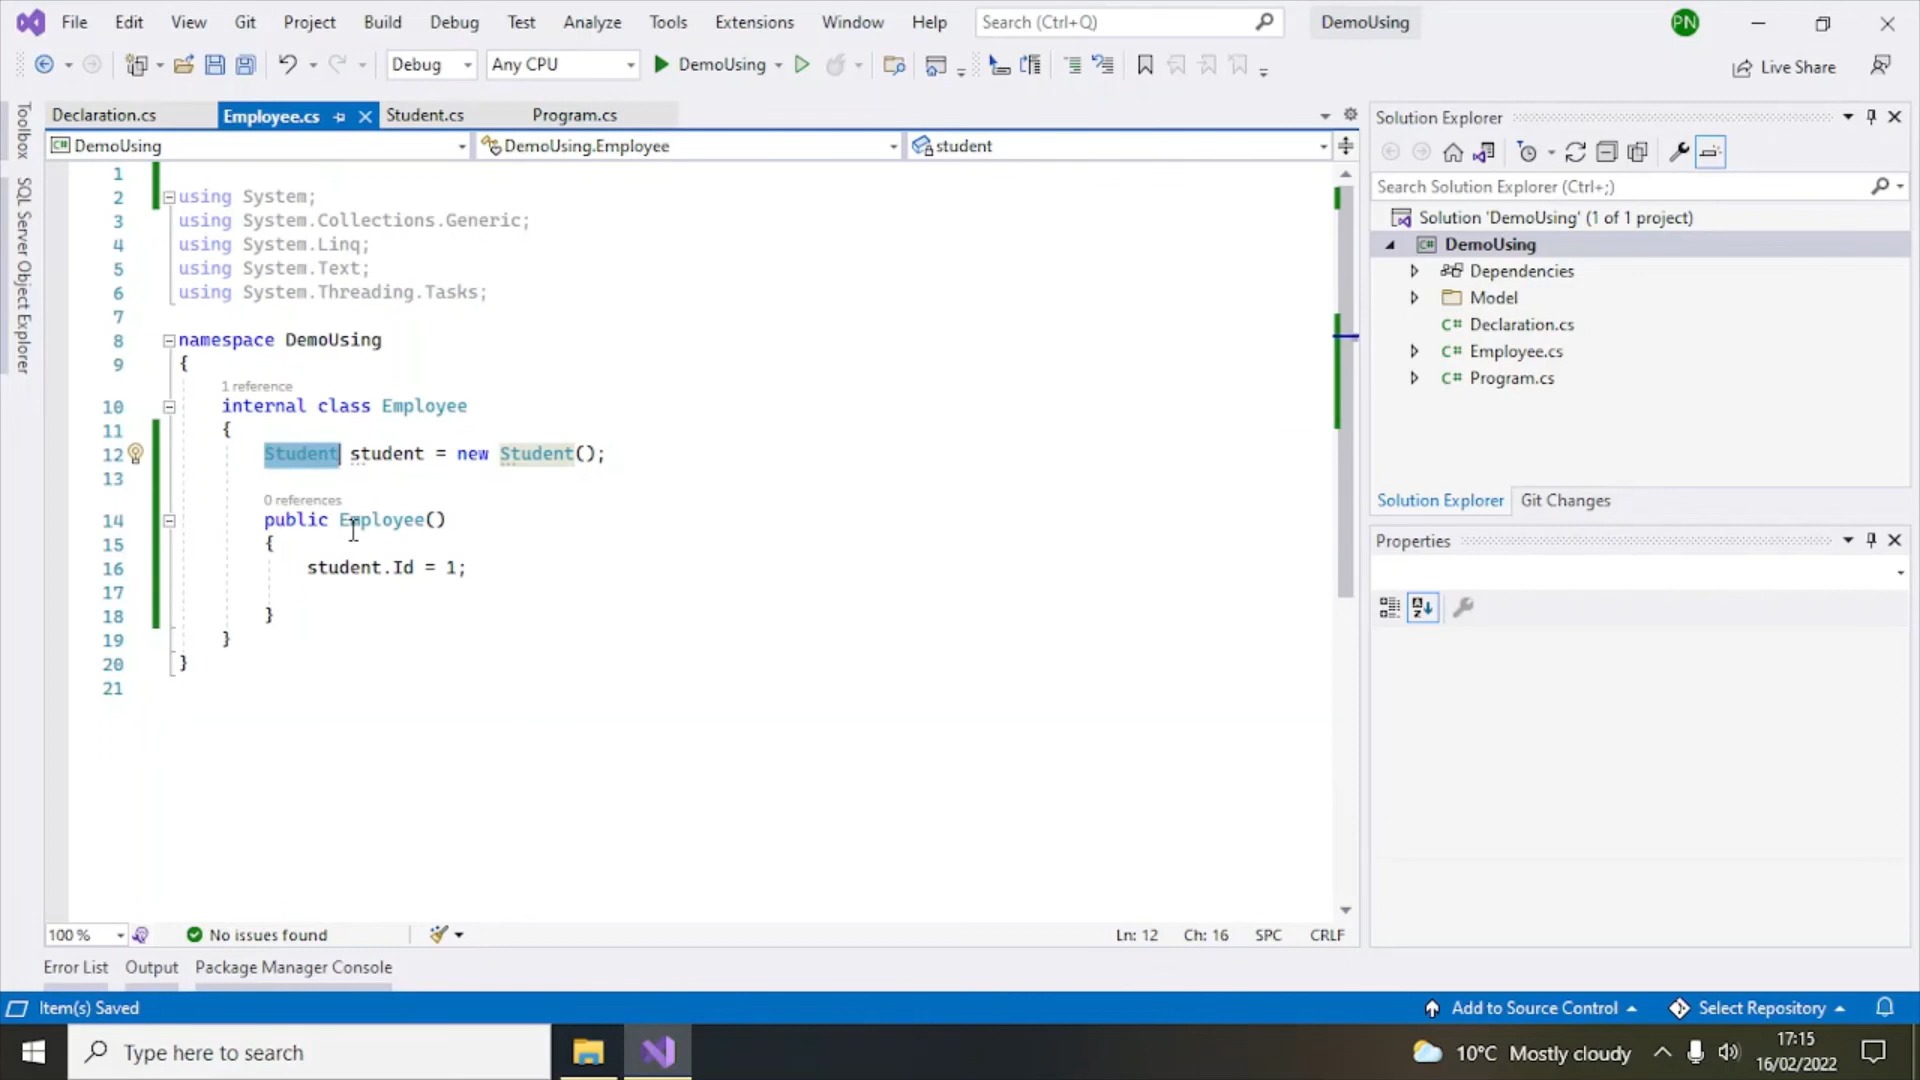 File Edit View Git Project Build Debug Test Analyze Tools Extensions Window Help Search (Ctrl+Q) DemoUsing PN
Debug Any CPU DemoUsing Live Share
Toolbox
SQL Server Object Explorer
Declaration.cs Employee.cs Student.cs Program.cs
C# DemoUsing DemoUsing.Employee student
1
2 using System;
3 using System.Collections.Generic;
4 using System.Linq;
5 using System.Text;
6 using System.Threading.Tasks;
7
8 namespace DemoUsing
9 {
1 reference
10 internal class Employee
11 {
12 Student student = new Student();
13
0 references
14 public Employee()
15 {
16 student.Id = 1;
17
18 }
19 }
20 }
21
100 % No issues found Ln: 12 Ch: 16 SPC CRLF
Error List Output Package Manager Console
Solution Explorer
Search Solution Explorer (Ctrl+;)
Solution 'DemoUsing' (1 of 1 project)
C# DemoUsing
Dependencies
Model
C# Declaration.cs
C# Employee.cs
C# Program.cs
Solution Explorer Git Changes
Properties
Item(s) Saved Add to Source Control Select Repository
Type here to search 10°C Mostly cloudy 17:15
16/02/2022